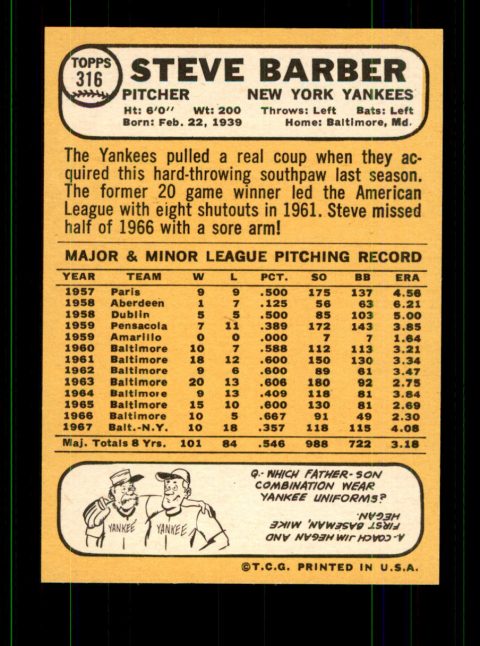 TOPPS
316
STEVE BARBER
PITCHER NEW YORK YANKEES
Ht: 6'0" Wt: 200 Throws: Left Bats: Left
Born: Feb. 22, 1939 Home: Baltimore, Md.
The Yankees pulled a real coup when they ac-
quired this hard-throwing southpaw last season.
The former 20 game winner led the American
League with eight shutouts in 1961. Steve missed
half of 1966 with a sore arm!
MAJOR & MINOR LEAGUE PITCHING RECORD
YEAR TEAM W L PCT. SO BB ERA
1957 Paris 9 9 .500 175 137 4.56
1958 Aberdeen 1 7 .125 56 63 6.21
1958 Dublin 5 5 .500 85 103 5.00
1959 Pensacola 7 11 .389 172 143 3.85
1959 Amarillo 0 0 .000 7 7 1.64
1960 Baltimore 10 7 .588 112 113 3.21
1961 Baltimore 18 12 .600 150 130 3.34
1962 Baltimore 9 6 .600 89 61 3.47
1963 Baltimore 20 13 .606 180 92 2.75
1964 Baltimore 9 13 .409 118 81 3.84
1965 Baltimore 15 10 .600 130 81 2.69
1966 Baltimore 10 5 .667 91 49 2.30
1967 Balt.-N.Y. 10 18 .357 118 115 4.08
Maj. Totals 8 Yrs. 101 84 .546 988 722 3.18
YANKEE YANKEE
Q.- WHICH FATHER-SON
COMBINATION WEAR
YANKEE UNIFORMS?
A. COACH JIM HEGAN AND
FIRST BASEMAN, MIKE
HEGAN.
©T.C.G. PRINTED IN U.S.A.